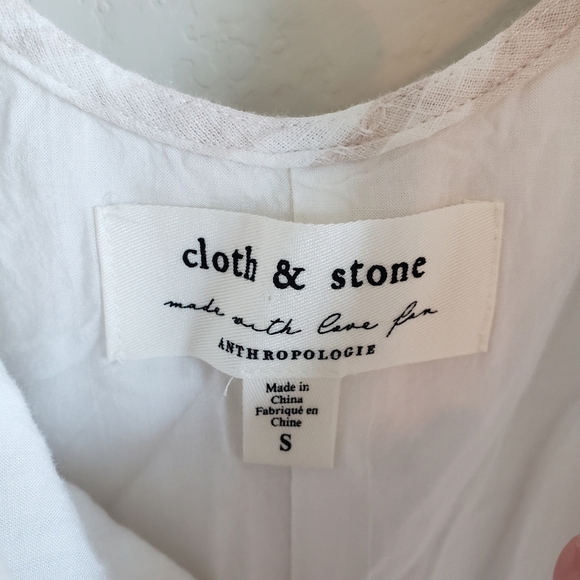 cloth & stone
made with love for
ANTHROPOLOGIE
Made in
China
Fabriqué en
Chine
S